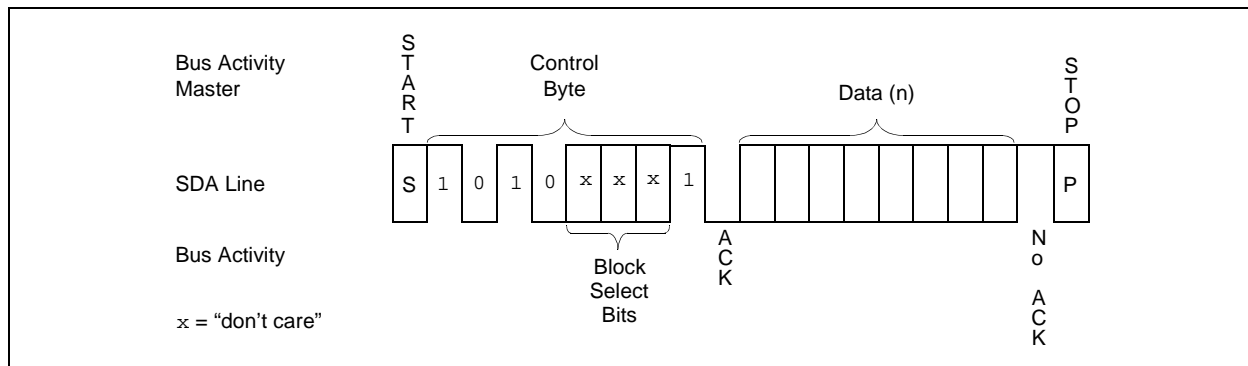 Bus Activity
Master
START
Control
Byte
Data (n)
STOP
SDA Line
S 1 0 1 0 x x x 1 P
Bus Activity
ACK
Block
Select
Bits
No ACK
x = “don’t care”